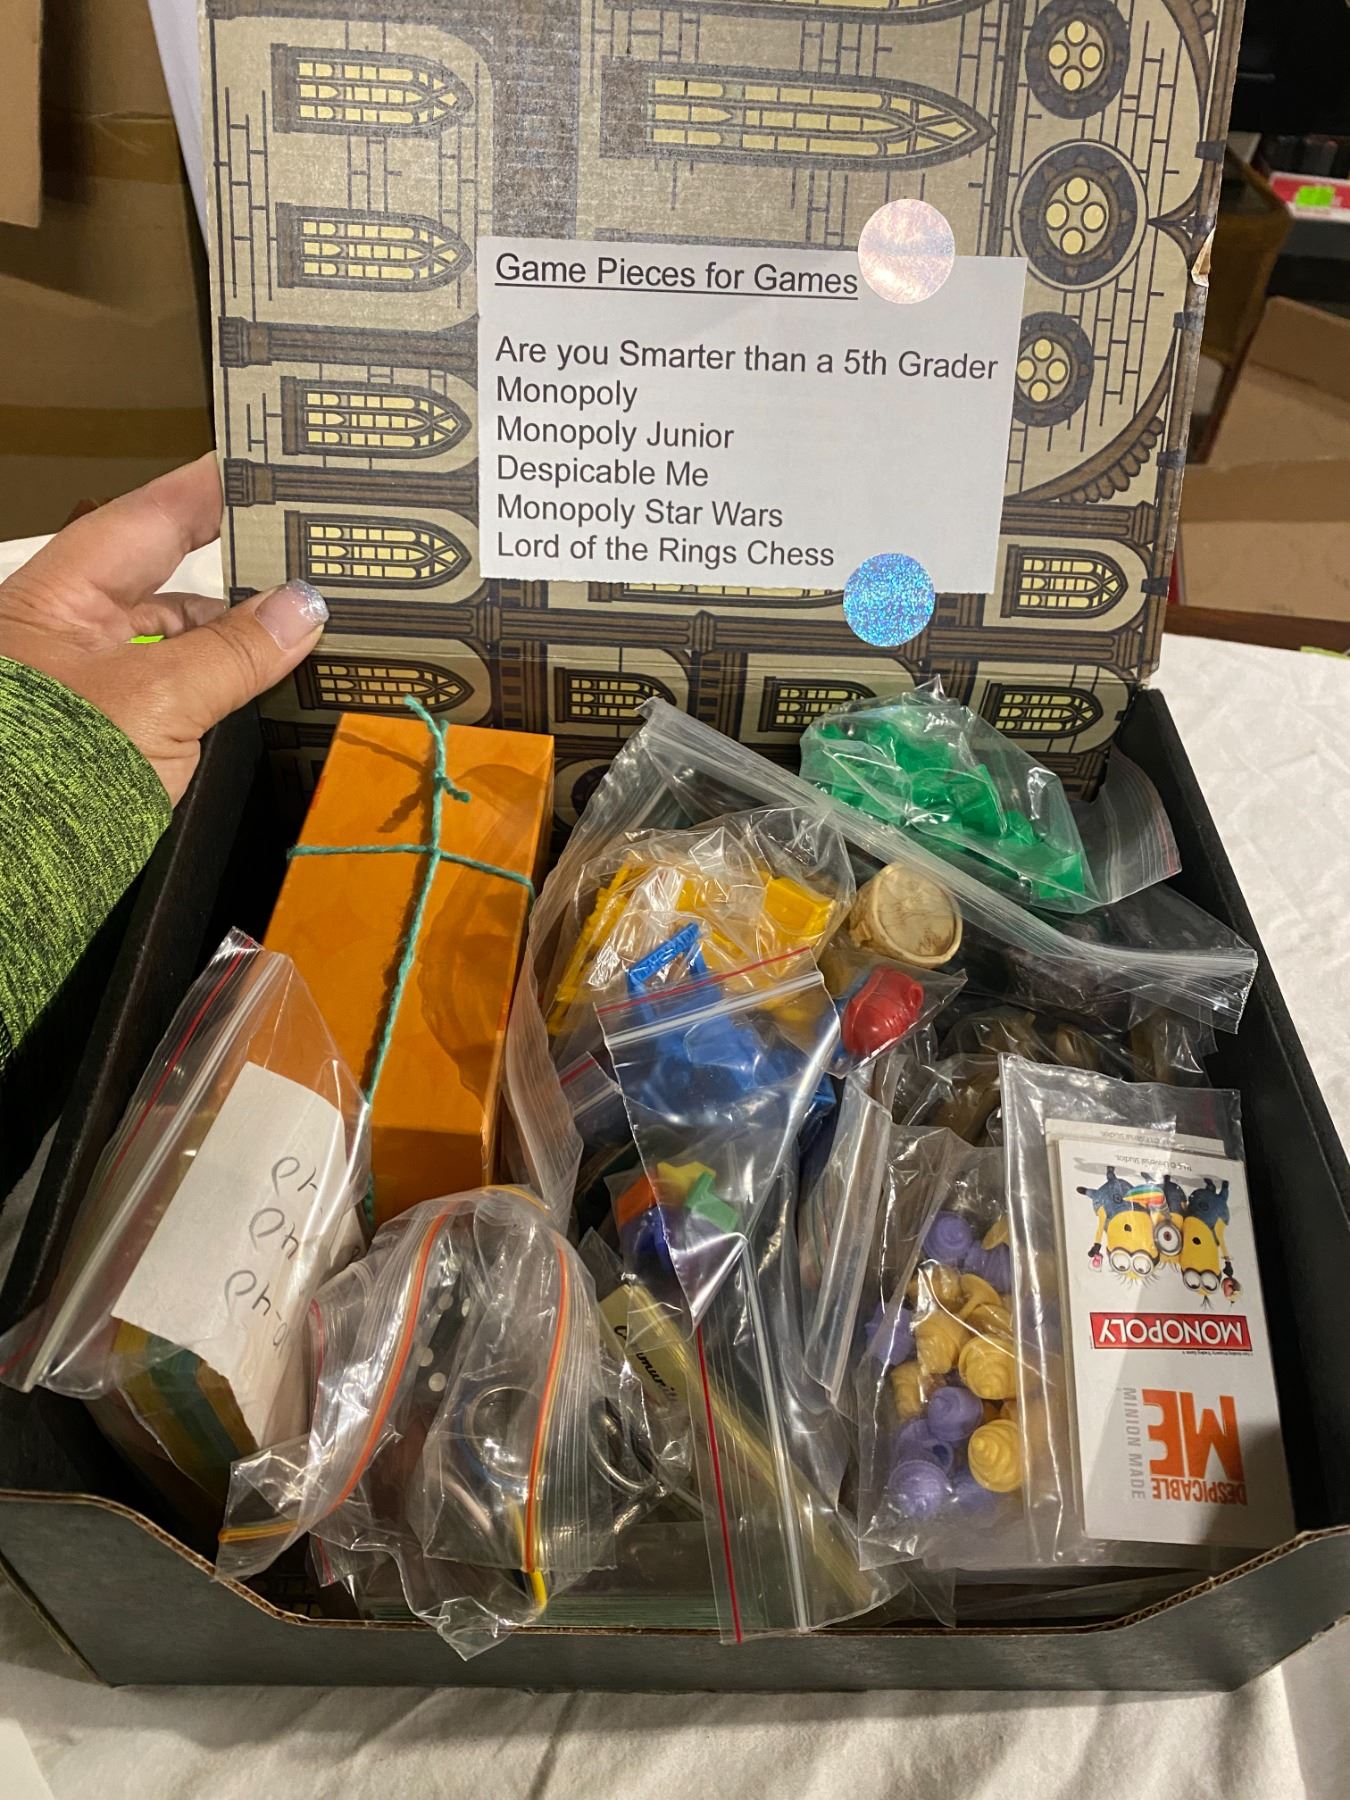 Game Pieces for Games
Are you Smarter than a 5th Grader
Monopoly
Monopoly Junior
Despicable Me
Monopoly Star Wars
Lord of the Rings Chess
MONOPOLY
DESPICABLE
ME
MINION MADE